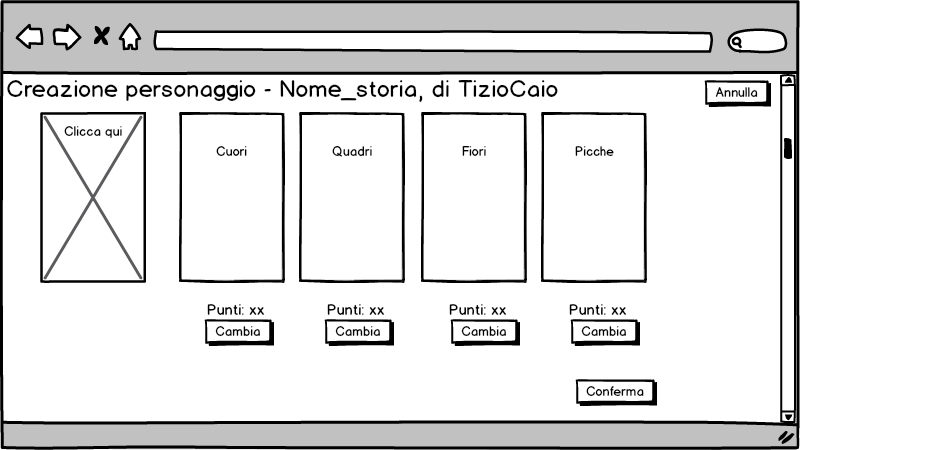 Creazione personaggio - Nome_storia, di TizioCaio
Annulla
Clicca qui
Cuori
Quadri
Fiori
Picche
Punti: xx
Punti: xx
Punti: xx
Punti: xx
Cambia
Cambia
Cambia
Cambia
Conferma